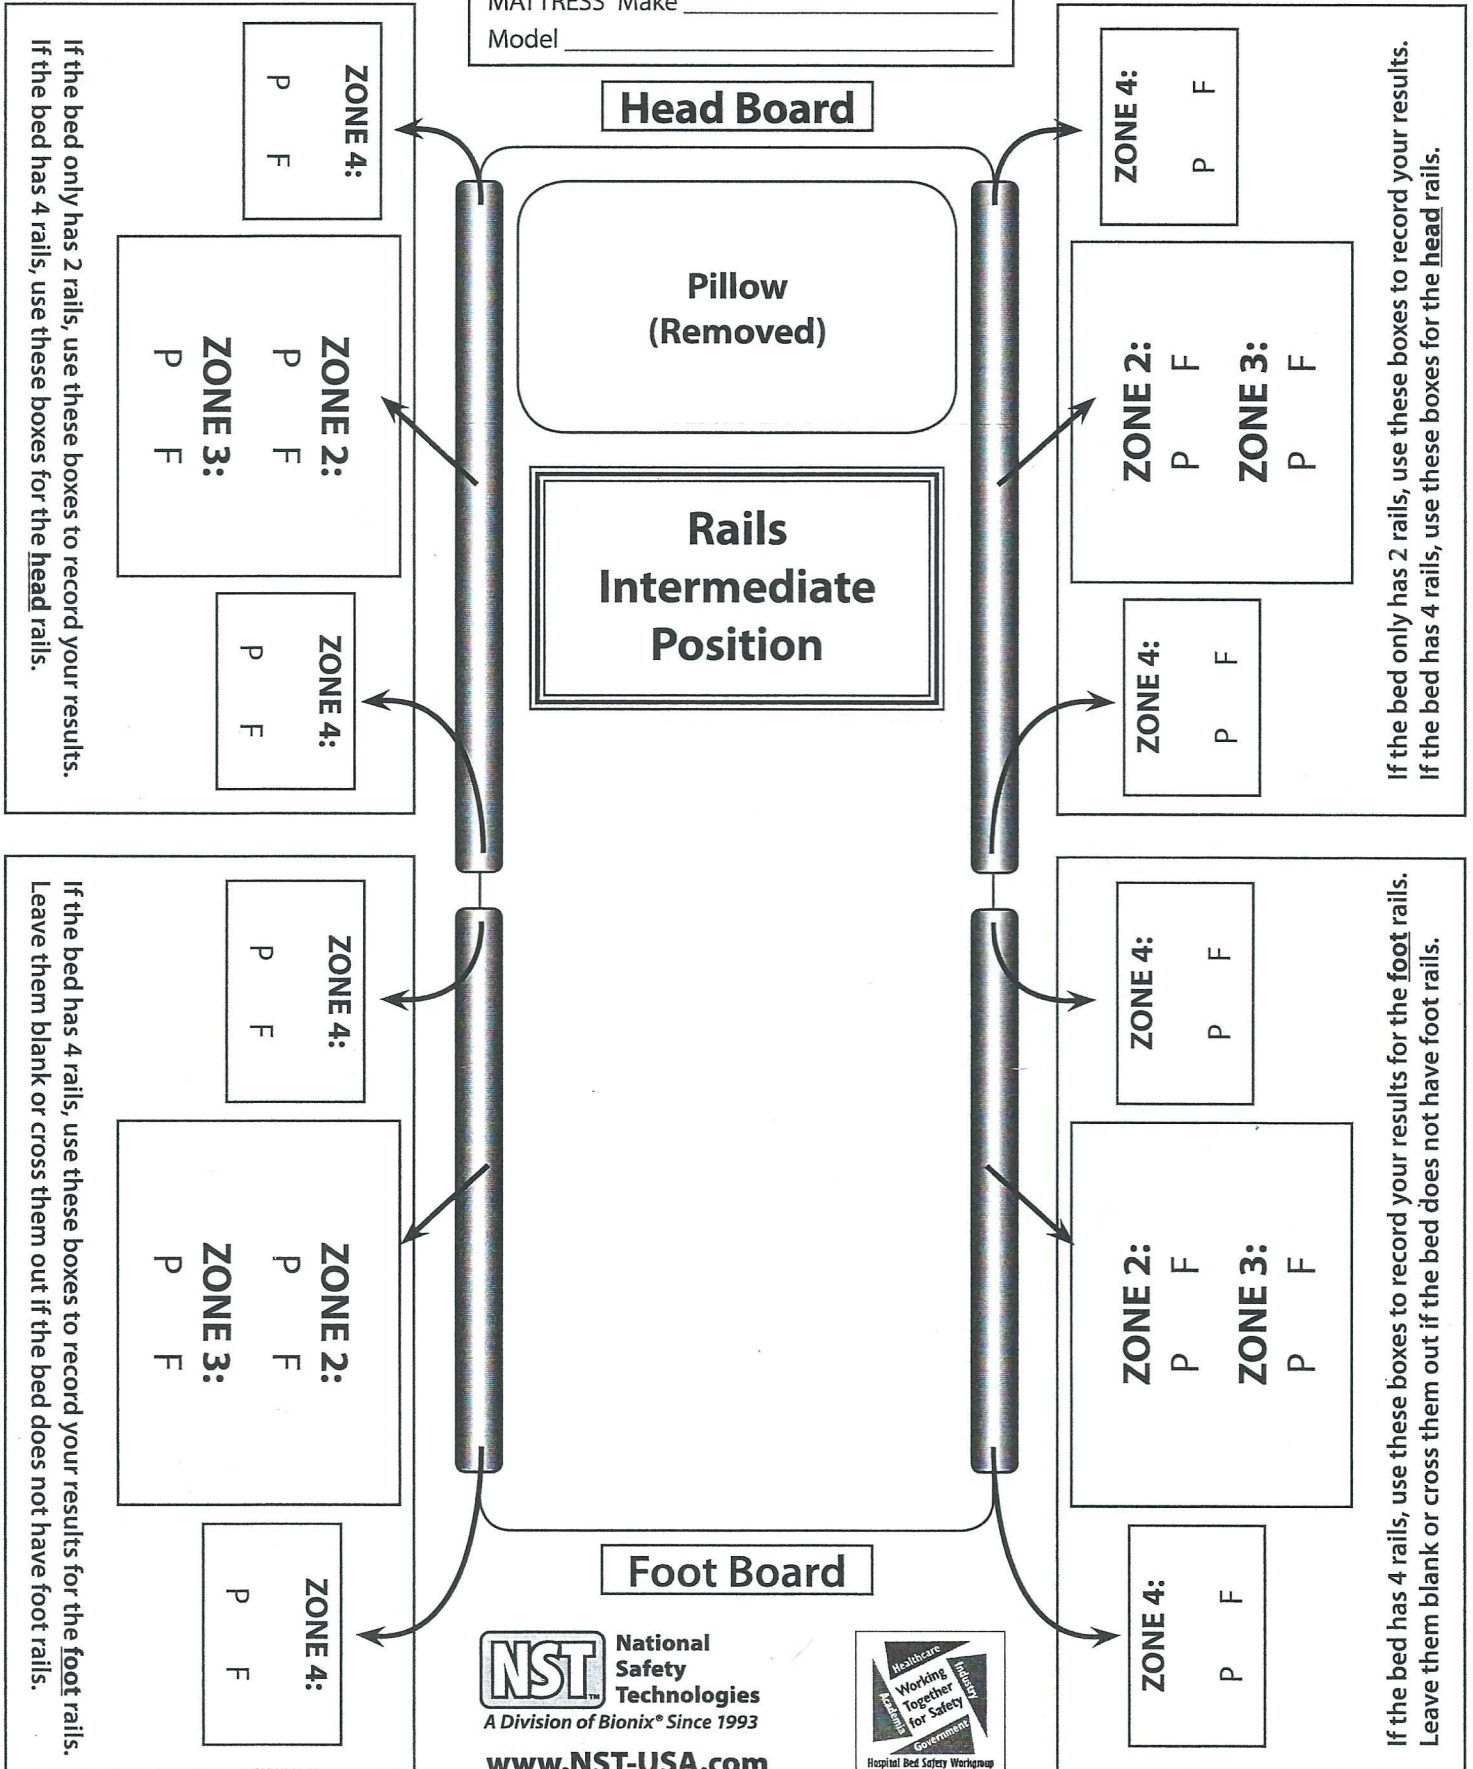 MATTRESS Make
Model
Head Board
Pillow
(Removed)
Rails
Intermediate
Position
Foot Board
If the bed only has 2 rails, use these boxes to record your results.
If the bed has 4 rails, use these boxes for the head rails.
ZONE 4:
P F
ZONE 2:
P F
ZONE 3:
P F
ZONE 4:
P F
If the bed has 4 rails, use these boxes to record your results for the foot rails.
Leave them blank or cross them out if the bed does not have foot rails.
ZONE 4:
P F
ZONE 2:
P F
ZONE 3:
P F
ZONE 4:
P F
If the bed only has 2 rails, use these boxes to record your results.
If the bed has 4 rails, use these boxes for the head rails.
ZONE 4:
P F
ZONE 2:
P F
ZONE 3:
P F
ZONE 4:
P F
If the bed has 4 rails, use these boxes to record your results for the foot rails.
Leave them blank or cross them out if the bed does not have foot rails.
ZONE 4:
P F
ZONE 2:
P F
ZONE 3:
P F
ZONE 4:
P F
NST™
National
Safety
Technologies
A Division of Bionix® Since 1993
www.NST-USA.com
Healthcare
Industry
Academia
Government
Working
Together
for Safety
Hospital Bed Safety Workgroup